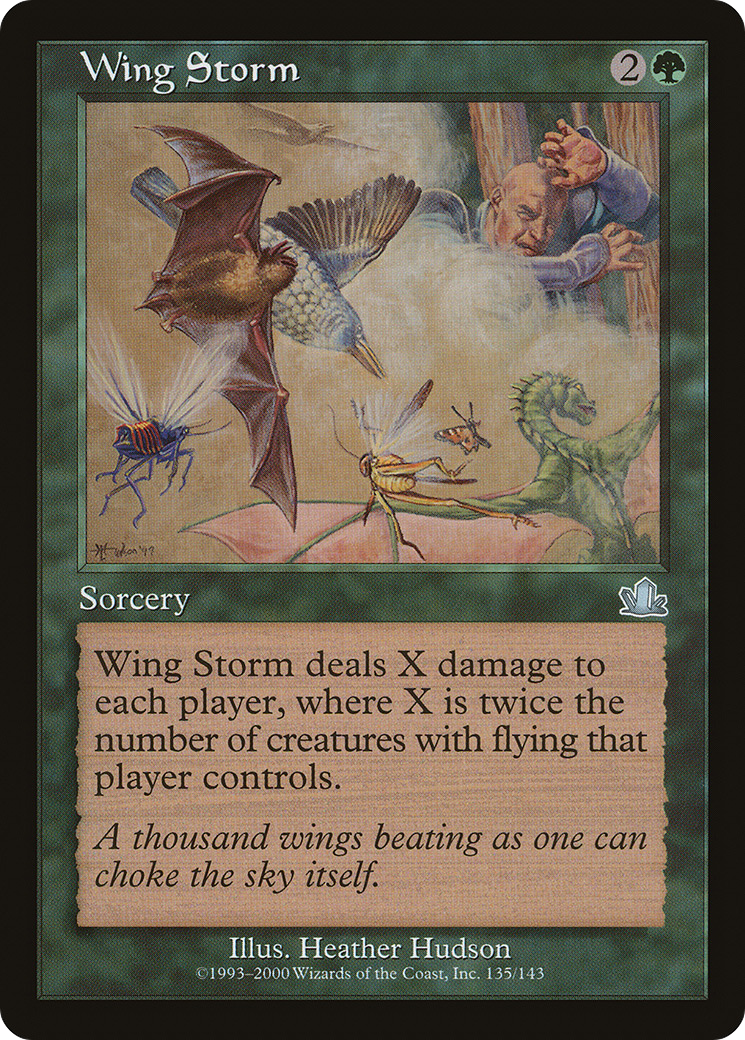 Wing Storm 2
Sorcery
Wing Storm deals X damage to
each player, where X is twice the
number of creatures with flying that
player controls.
A thousand wings beating as one can
choke the sky itself.
Illus. Heather Hudson
©1993–2000 Wizards of the Coast, Inc. 135/143